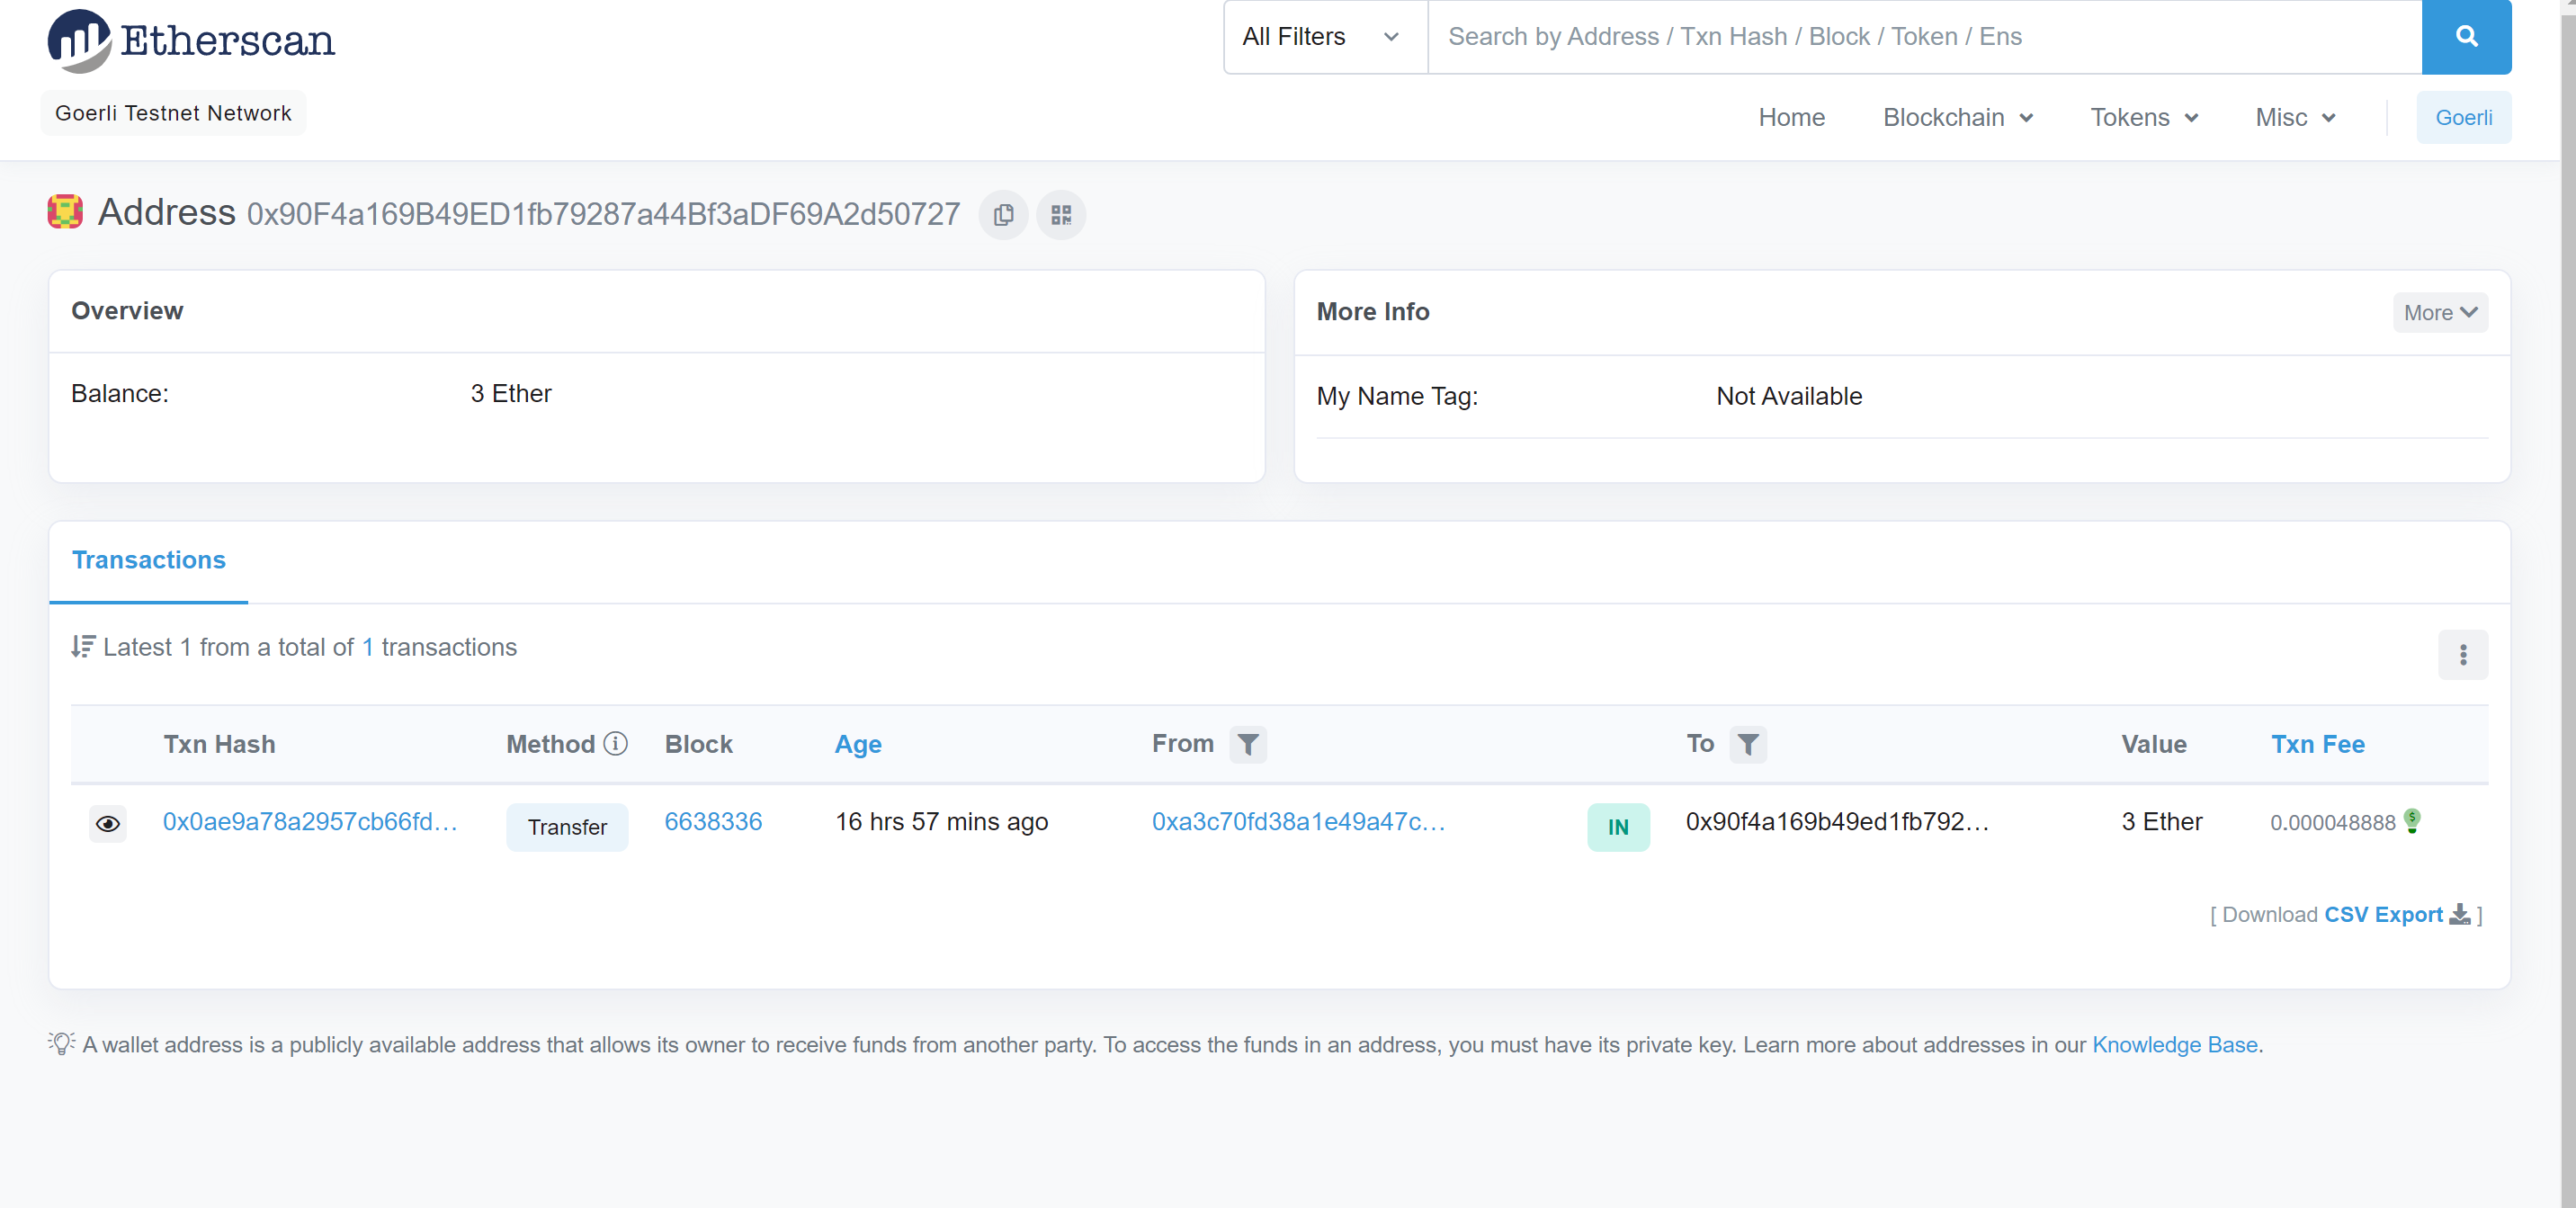 Etherscan
All Filters
Search by Address / Txn Hash / Block / Token / Ens
Goerli Testnet Network
Home Blockchain Tokens Misc Goerli
Address 0x90F4a169B49ED1fb79287a44Bf3aDF69A2d50727
Overview
Balance: 3 Ether
More Info More
My Name Tag: Not Available
Transactions
Latest 1 from a total of 1 transactions
Txn Hash Method Block Age From To Value Txn Fee
0x0ae9a78a2957cb66fd... Transfer 6638336 16 hrs 57 mins ago 0xa3c70fd38a1e49a47c... IN 0x90f4a169b49ed1fb792... 3 Ether 0.000048888
[ Download CSV Export ]
A wallet address is a publicly available address that allows its owner to receive funds from another party. To access the funds in an address, you must have its private key. Learn more about addresses in our Knowledge Base.